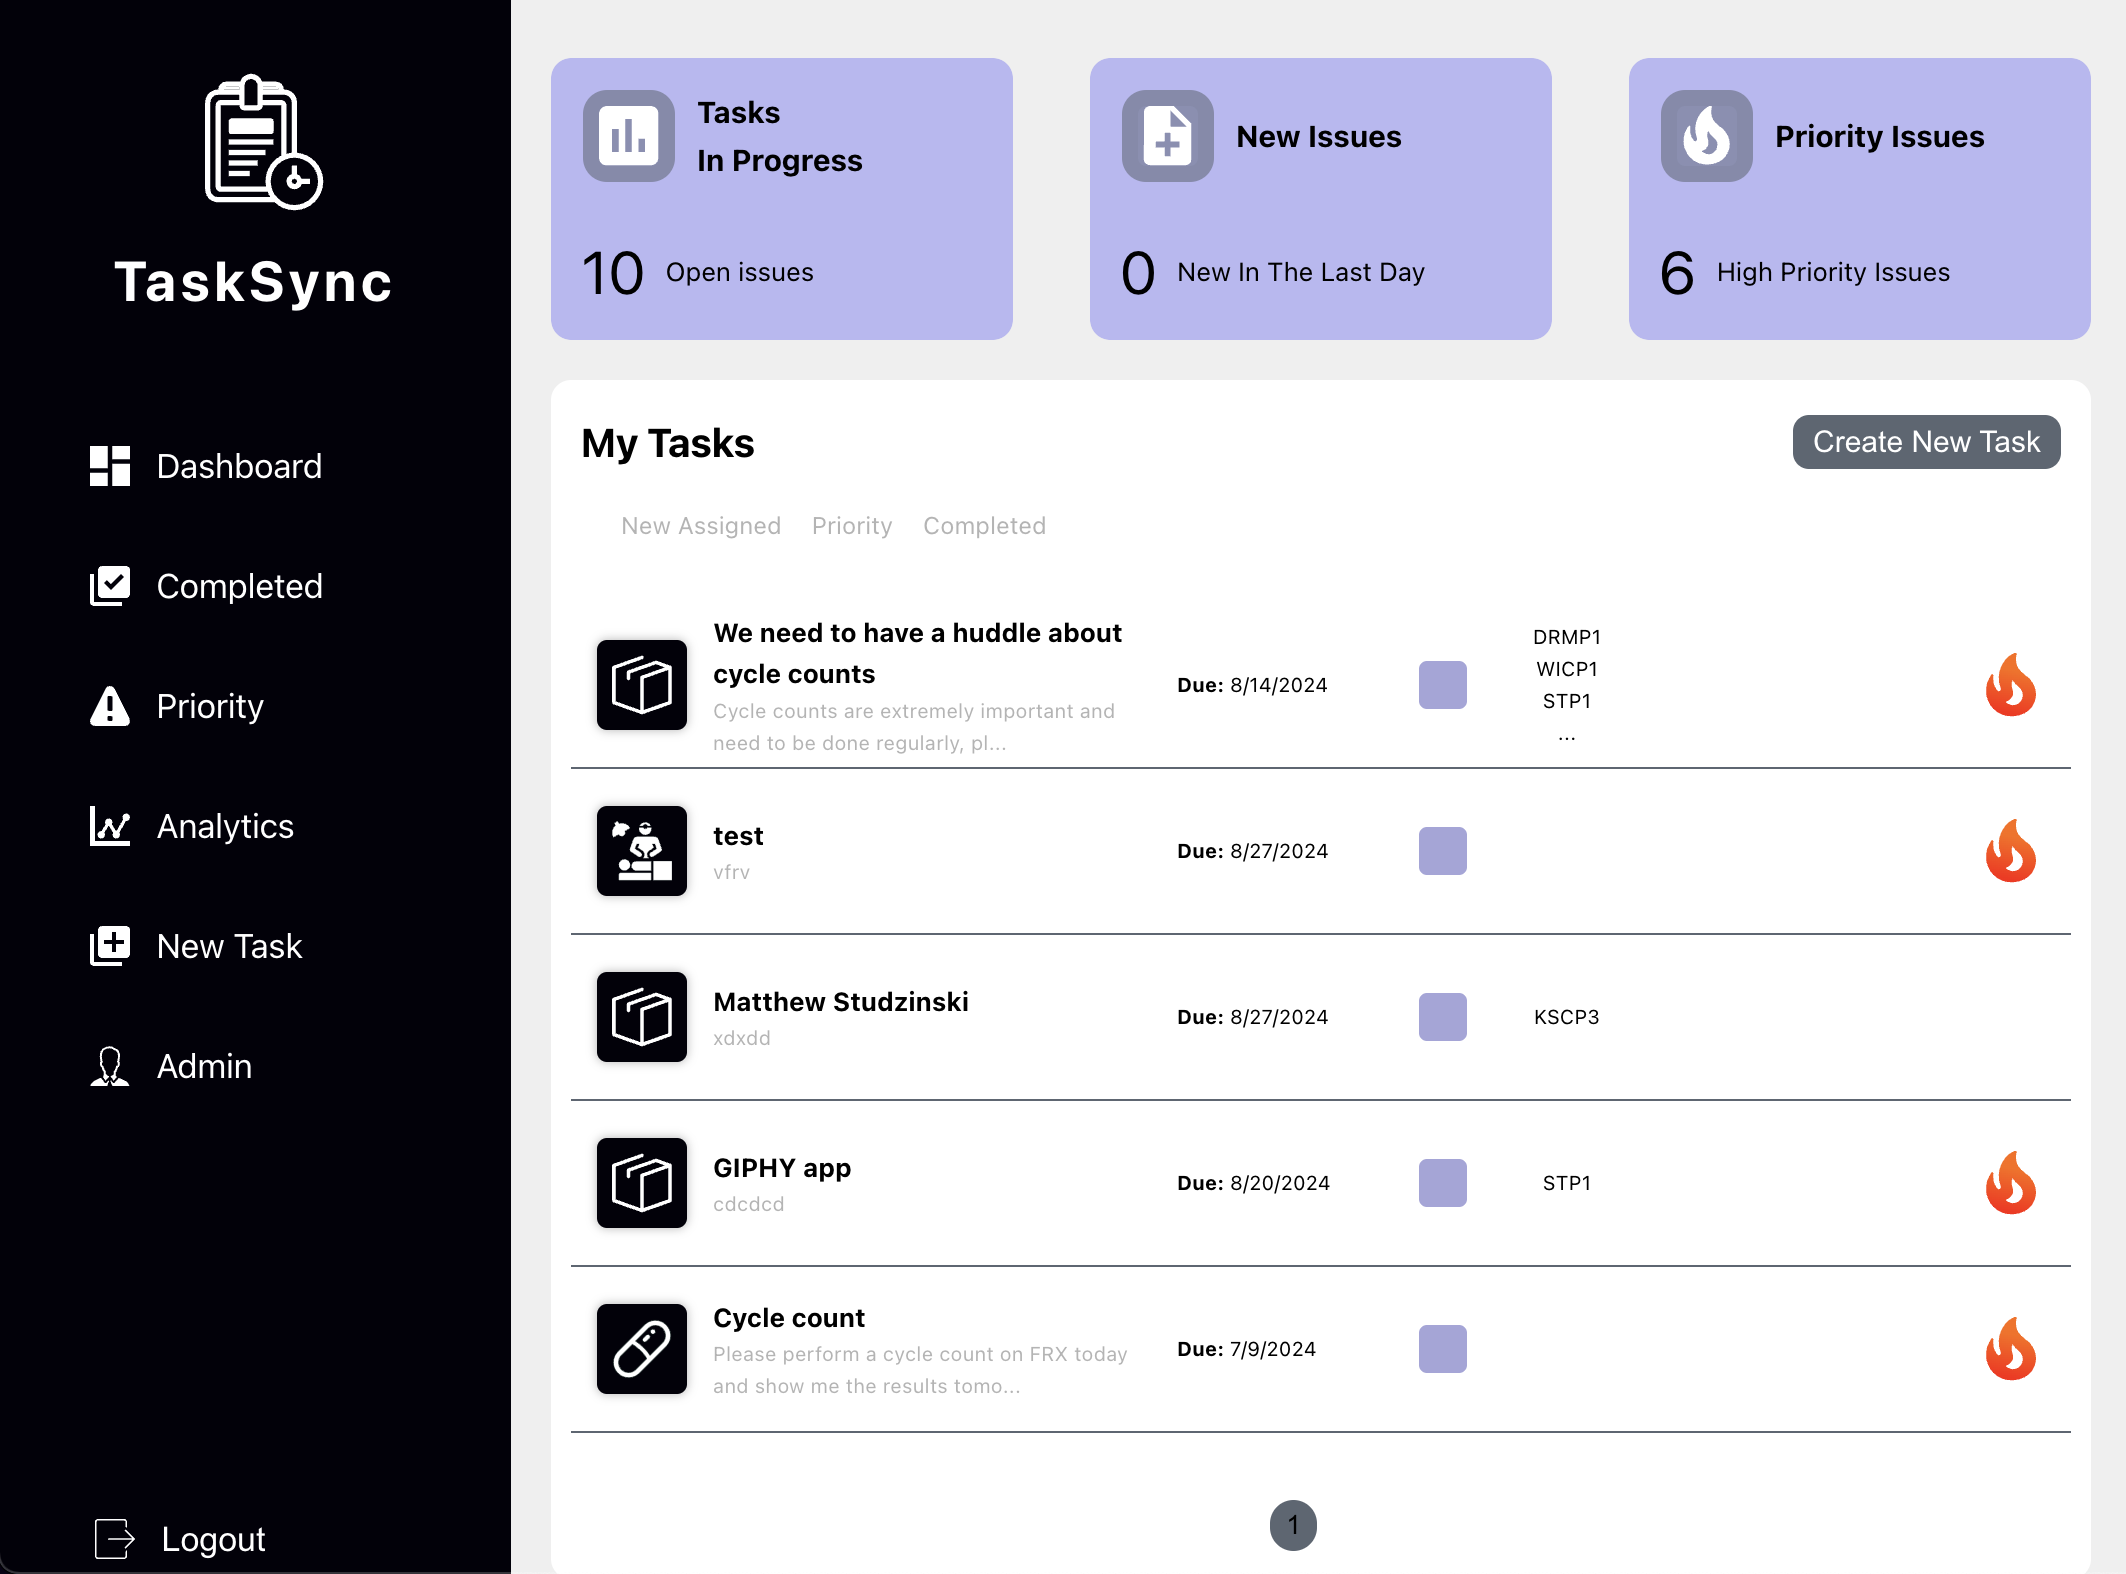 TaskSync
Dashboard
Completed
Priority
Analytics
New Task
Admin
Logout
Tasks
In Progress
10 Open issues
New Issues
0 New In The Last Day
Priority Issues
6 High Priority Issues
My Tasks
Create New Task
New Assigned Priority Completed
We need to have a huddle about
cycle counts
Cycle counts are extremely important and
need to be done regularly, pl...
Due: 8/14/2024
DRMP1
WICP1
STP1
...
test
vfrv
Due: 8/27/2024
Matthew Studzinski
xdxdd
Due: 8/27/2024
KSCP3
GIPHY app
cdcdcd
Due: 8/20/2024
STP1
Cycle count
Please perform a cycle count on FRX today
and show me the results tomo...
Due: 7/9/2024
1